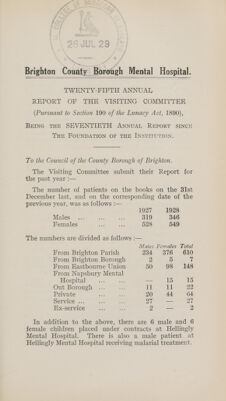 26 JUL 29
Brighton County Borough Mental Hospital.
TWENTY-FIFTH ANNUAL
REPORT OF THE VISITING COMMITTEE
(Pursuant to Section 190 of the Lunacy Act, 1890),
BEING THE SEVENTIETH ANNUAL REPORT SINCE
THE FOUNDATION OF THE INSTITUTION.
To the Council of the County Borough of Brighton.
The Visiting Committee submit their Report for
the past year :—
The number of patients on the books on the 31st
December last, and on the corresponding date of the
previous year, was as follows :—
1927 1928
Males ... ... ... 319 346
Females ... ... 528 549
The numbers are divided as follows :—
Males Females Total
From Brighton Parish 234 376 610
From Brighton Borough 2 5 7
From Eastbourne Union 50 98 148
From Napsbury Mental
Hospital ... ... — 15 15
Out Borough ... ... 11 11 22
Private ... ... 20 44 64
Service ... ... ... 27 — 27
Ex-service ... ... 2 — 2
In addition to the above, there are 6 male and 6
female children placed under contracts at Hellingly
Mental Hospital. There is also a male patient at
Hellingly Mental Hospital receiving malarial treatment.